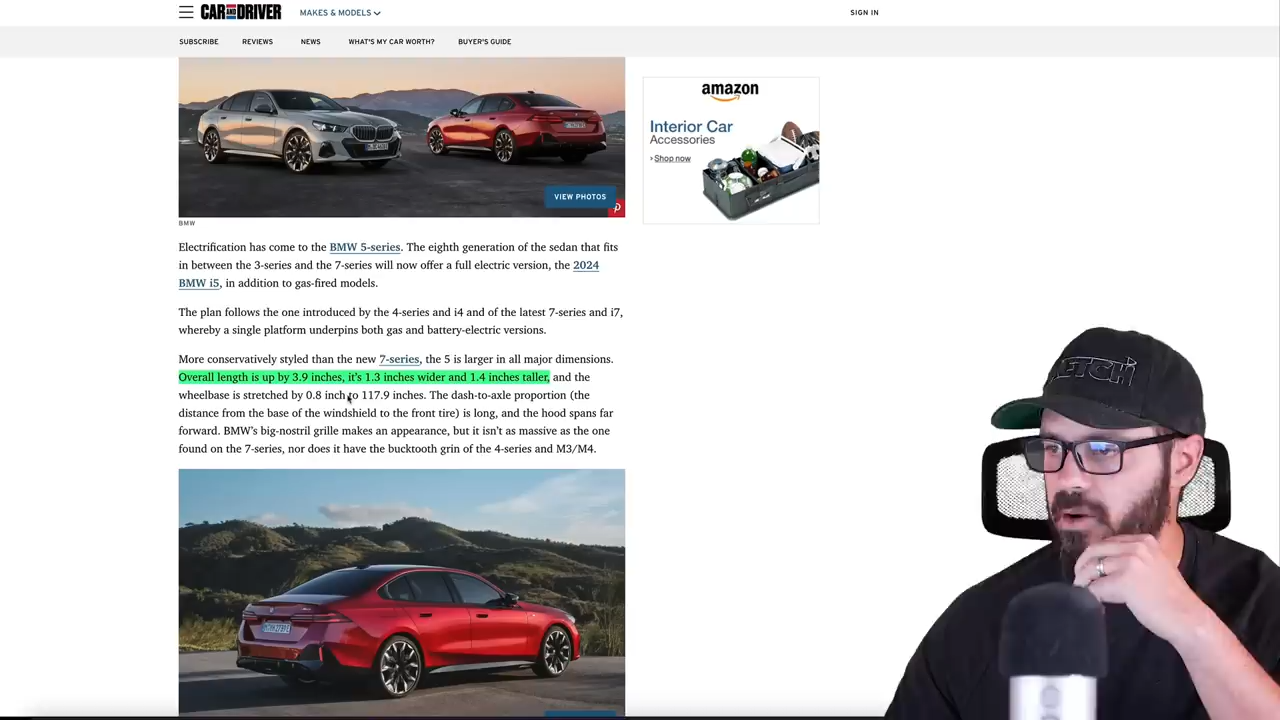 CAR AND DRIVER
MAKES & MODELS
SIGN IN
SUBSCRIBE
REVIEWS
NEWS
WHAT'S MY CAR WORTH?
BUYER'S GUIDE
VIEW PHOTOS
BMW
amazon
Interior Car
Accessories
›Shop now
Electrification has come to the BMW 5-series. The eighth generation of the sedan that fits
in between the 3-series and the 7-series will now offer a full electric version, the 2024
BMW i5, in addition to gas-fired models.
The plan follows the one introduced by the 4-series and i4 and of the latest 7-series and i7,
whereby a single platform underpins both gas and battery-electric versions.
More conservatively styled than the new 7-series, the 5 is larger in all major dimensions.
Overall length is up by 3.9 inches, it’s 1.3 inches wider and 1.4 inches taller, and the
wheelbase is stretched by 0.8 inch to 117.9 inches. The dash-to-axle proportion (the
distance from the base of the windshield to the front tire) is long, and the hood spans far
forward. BMW’s big-nostril grille makes an appearance, but it isn’t as massive as the one
found on the 7-series, nor does it have the bucktooth grin of the 4-series and M3/M4.